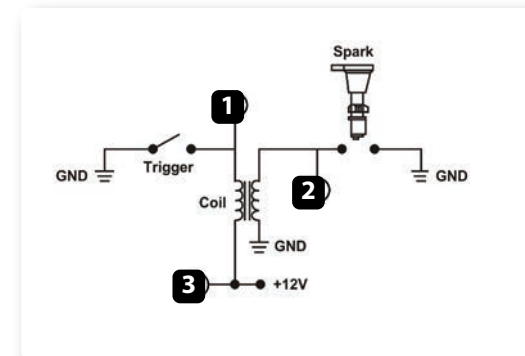 Spark
1
GND
Trigger
2
GND
Coil
GND
3
+12V